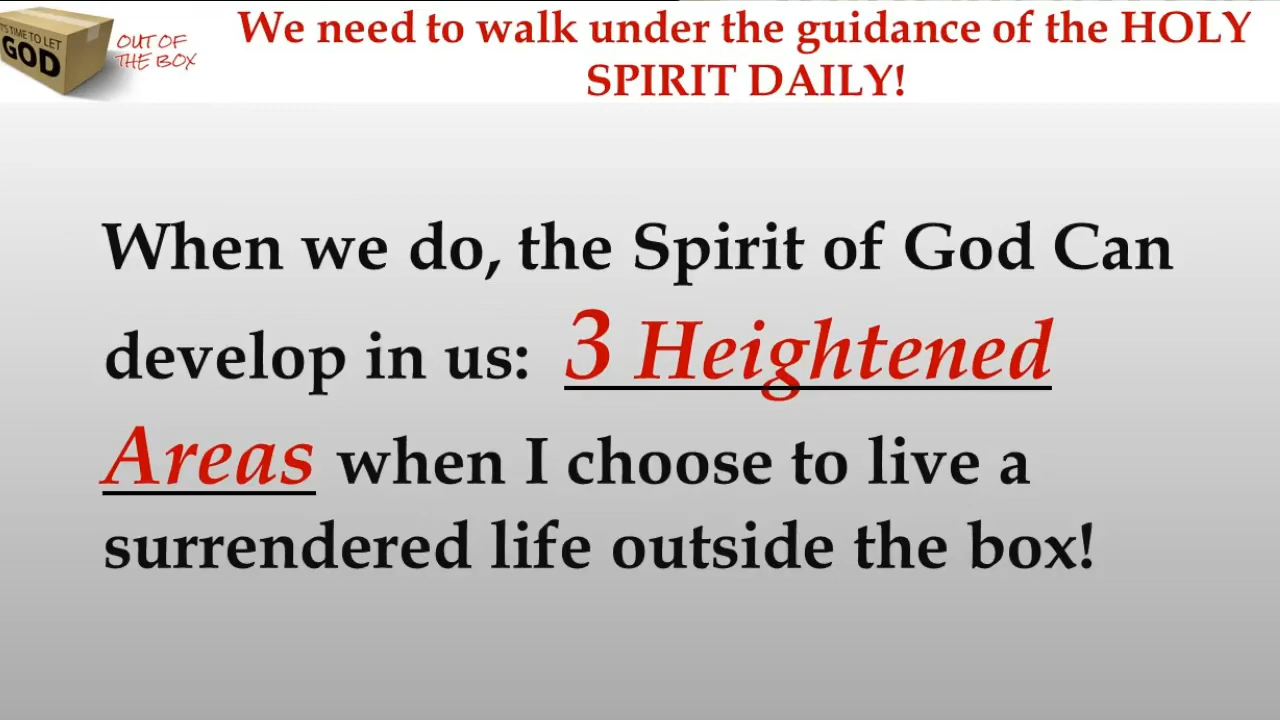 IT'S TIME TO LET
GOD
OUT OF
THE BOX
We need to walk under the guidance of the HOLY
SPIRIT DAILY!
When we do, the Spirit of God Can
develop in us: 3 Heightened
Areas when I choose to live a
surrendered life outside the box!